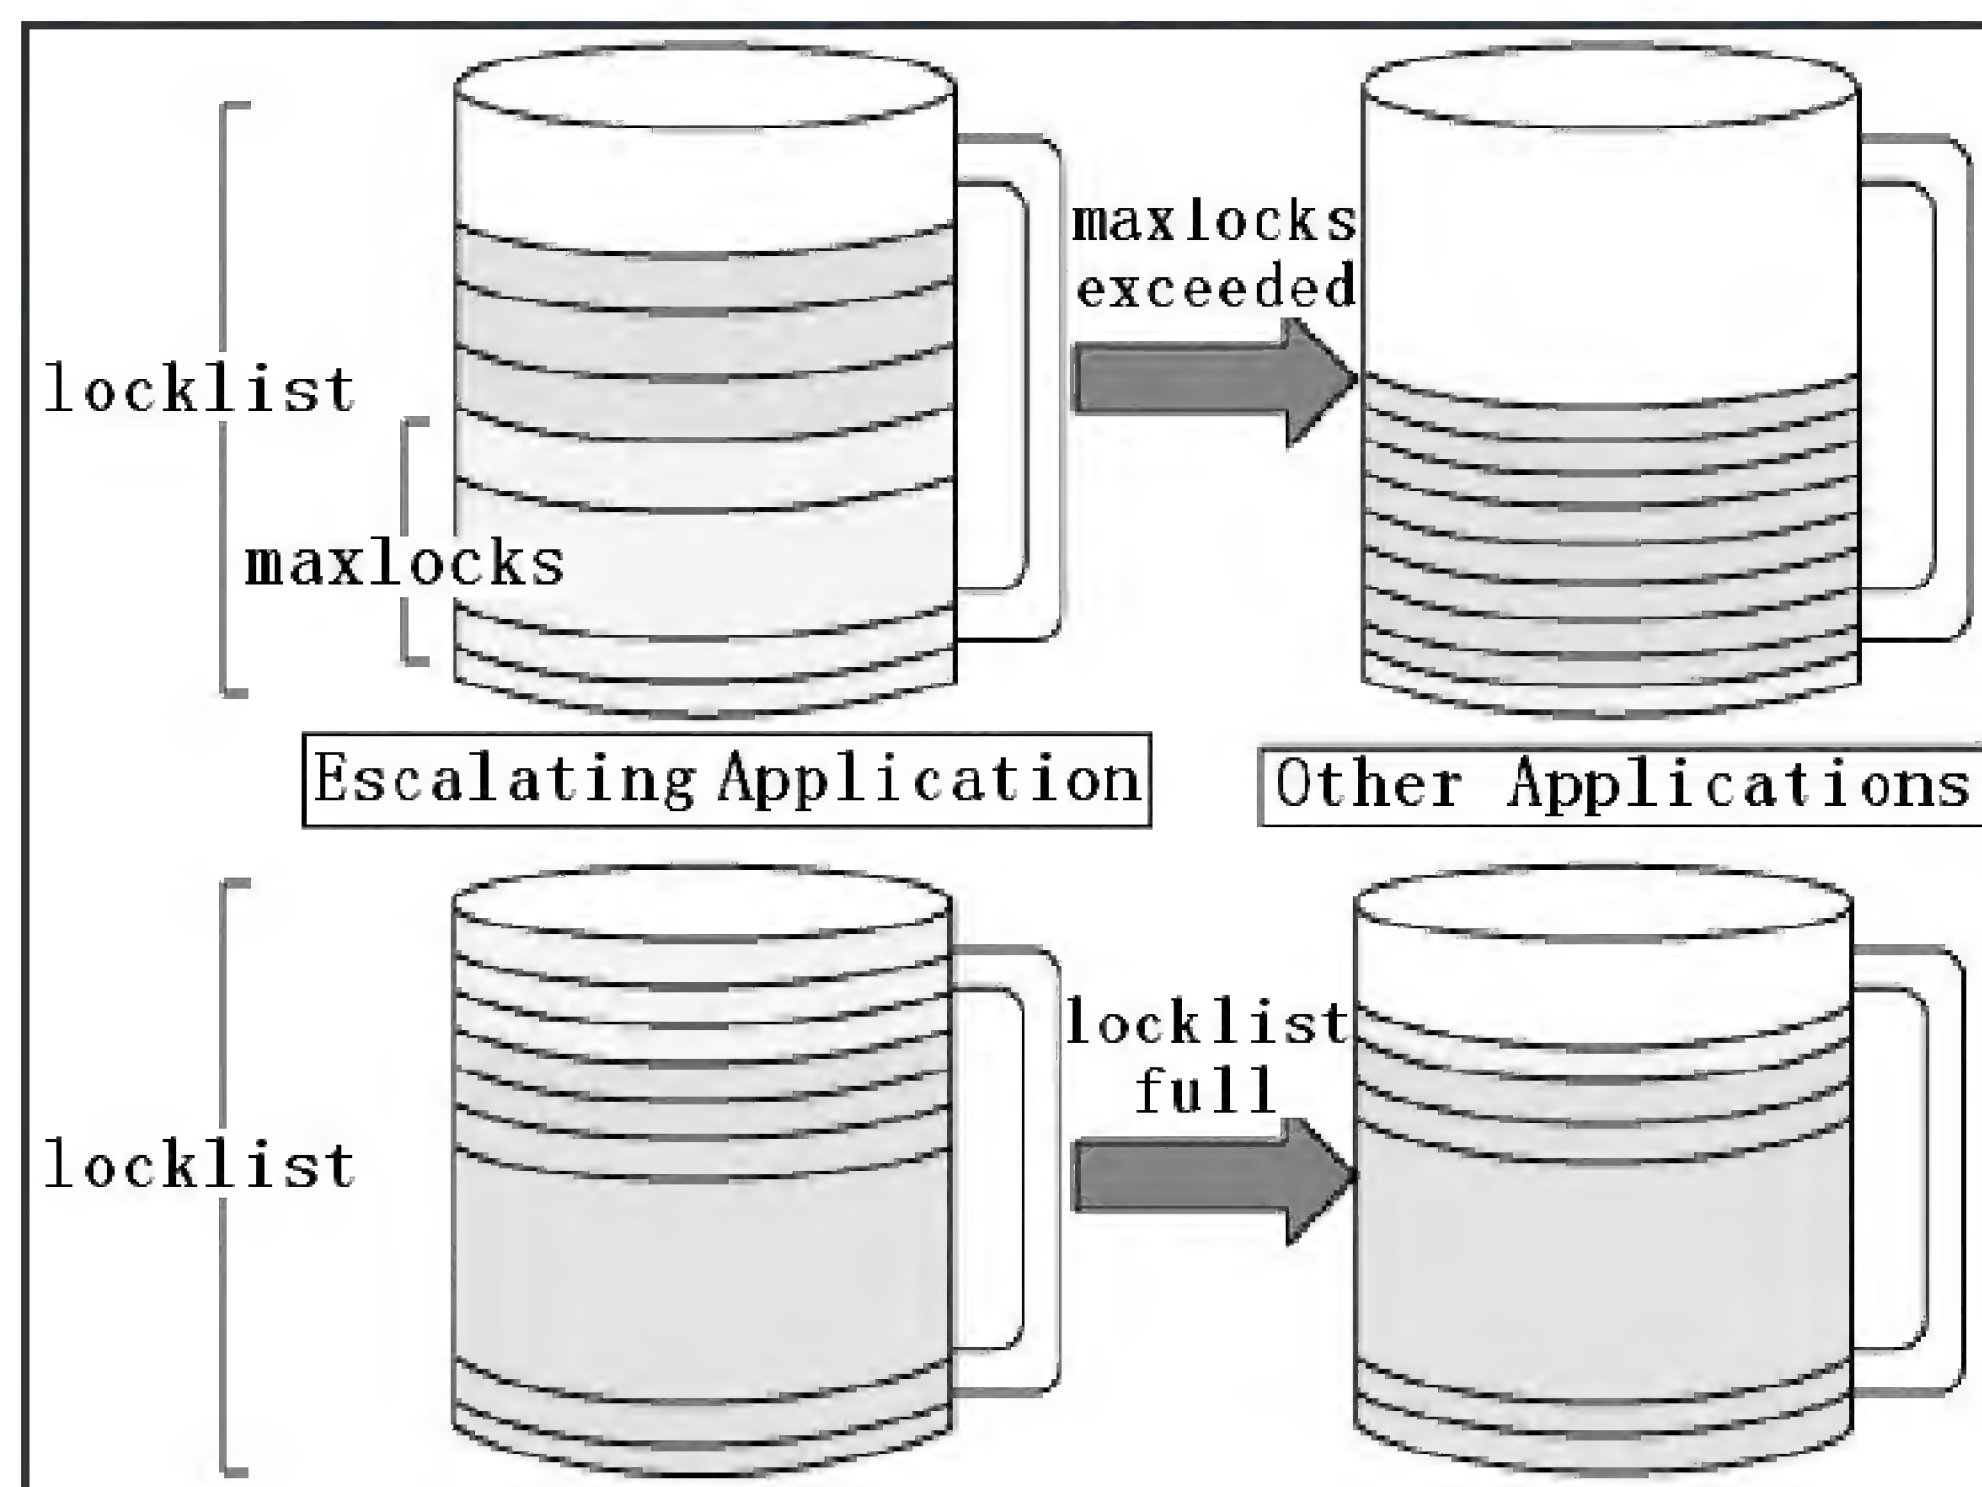 maxlocks
exceeded
locklist
maxlocks
Escalating Application
Other Applications
locklist
full
locklist